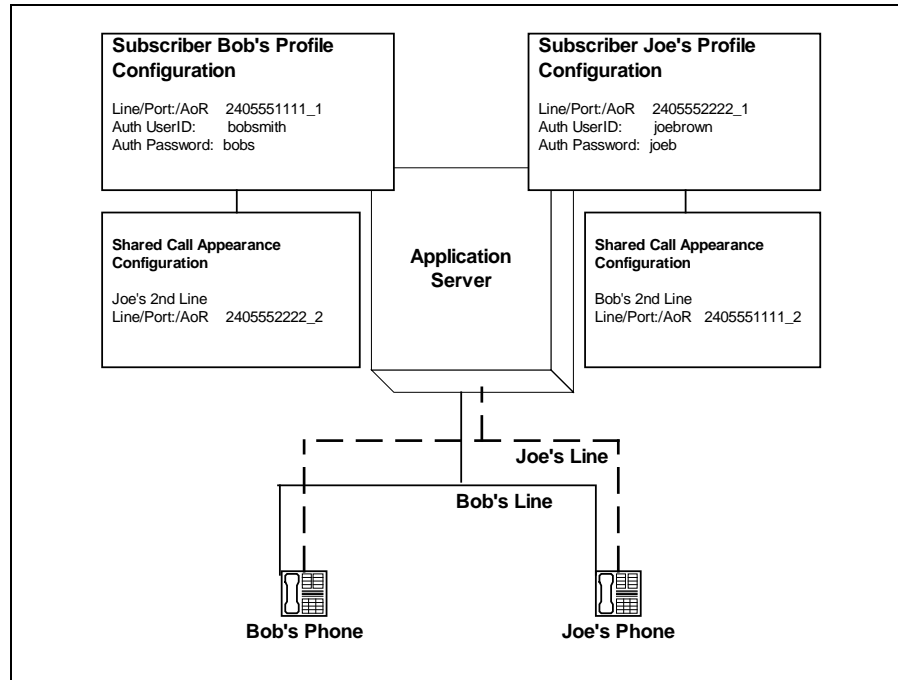 Subscriber Bob's Profile
Configuration
Line/Port:/AoR 2405551111_1
Auth UserID: bobsmith
Auth Password: bobs
Subscriber Joe's Profile
Configuration
Line/Port:/AoR 2405552222_1
Auth UserID: joebrown
Auth Password: joeb
Shared Call Appearance
Configuration
Joe's 2nd Line
Line/Port:/AoR 2405552222_2
Application
Server
Shared Call Appearance
Configuration
Bob's 2nd Line
Line/Port:/AoR 2405551111_2
Joe's Line
Bob's Line
Bob's Phone
Joe's Phone